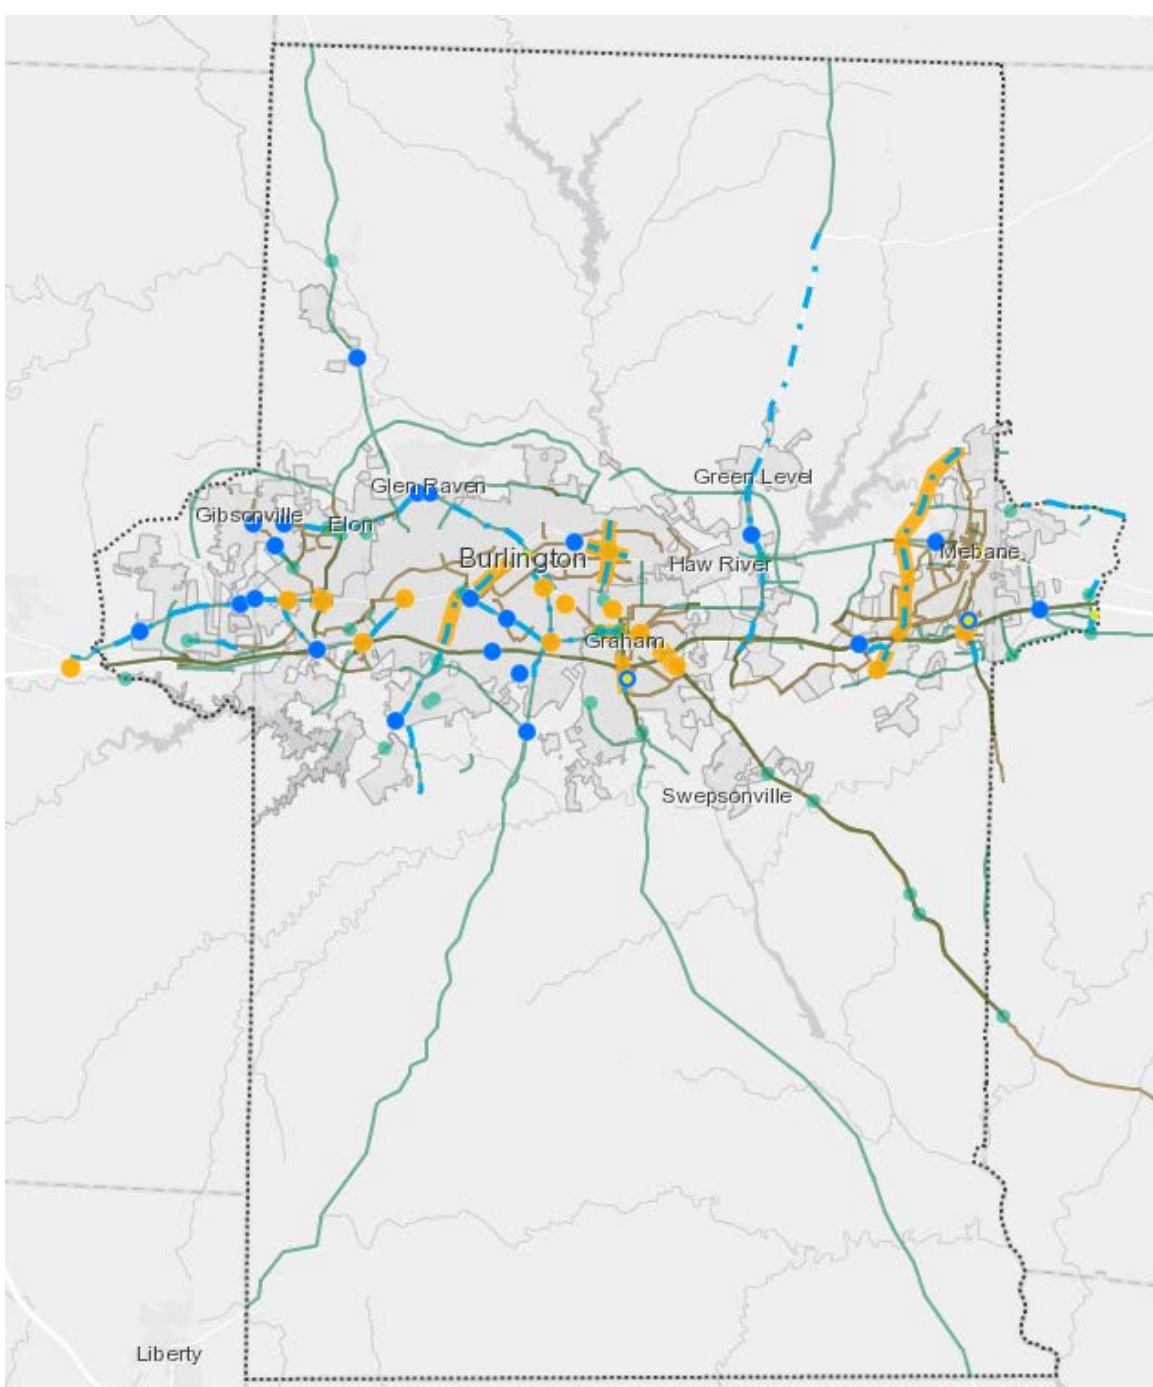 Glen Raven
Green Level
Gibsonville
Elon
Burlington
Haw River
Mebane
Graham
Swepsonville
Liberty